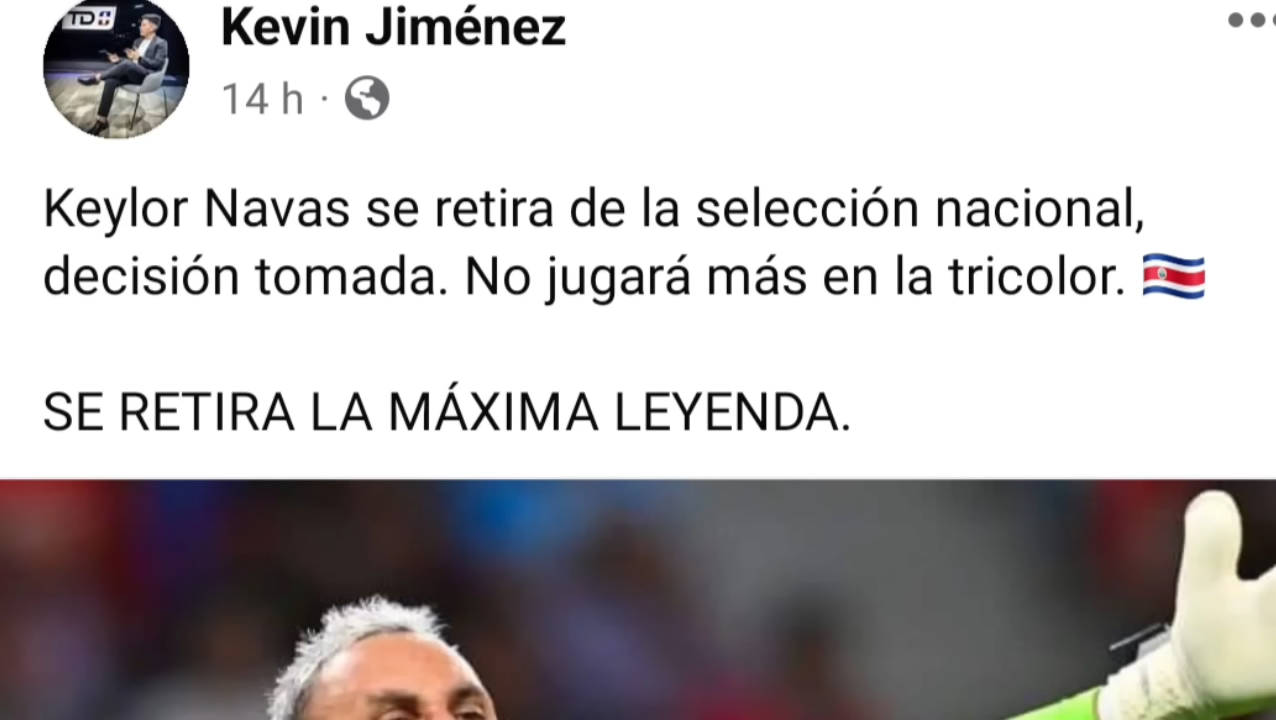 TD
Kevin Jiménez
14 h ·
Keylor Navas se retira de la selección nacional,
decisión tomada. No jugará más en la tricolor. 🇨🇷
SE RETIRA LA MÁXIMA LEYENDA.